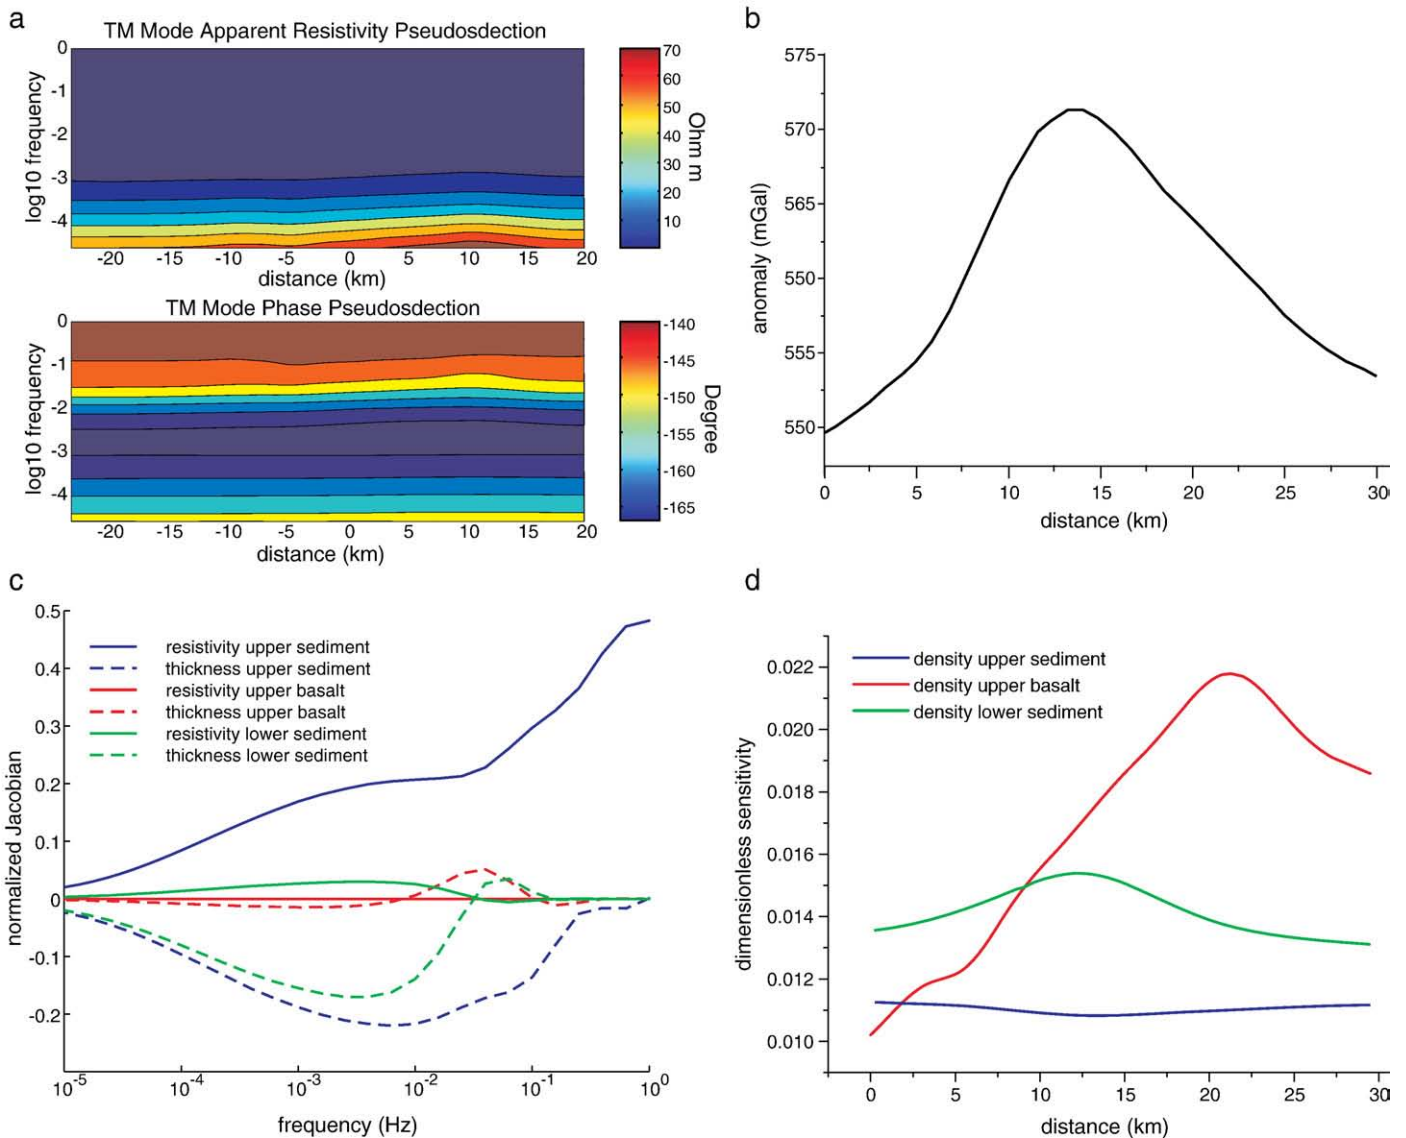 a
TM Mode Apparent Resistivity Pseudosdection
0
-1
-2
-3
-4
log10 frequency
-20 -15 -10 -5 0 5 10 15 20
distance (km)
70
60
50
40
30
20
10
Ohm m
TM Mode Phase Pseudosdection
0
-1
-2
-3
-4
log10 frequency
-20 -15 -10 -5 0 5 10 15 20
distance (km)
-140
-145
-150
-155
-160
-165
Degree
b
575
570
565
550
555
550
anomaly (mGal)
0 5 10 15 20 25 30
distance (km)
c
0.5
0.4
0.3
0.2
0.1
0
-0.1
-0.2
normalized Jacobian
resistivity upper sediment
thickness upper sediment
resistivity upper basalt
thickness upper basalt
resistivity lower sediment
thickness lower sediment
10-5 10-4 10-3 10-2 10-1 100
frequency (Hz)
d
0.022
0.020
0.018
0.016
0.014
0.012
0.010
dimensionless sensitivity
density upper sediment
density upper basalt
density lower sediment
0 5 10 15 20 25 30
distance (km)